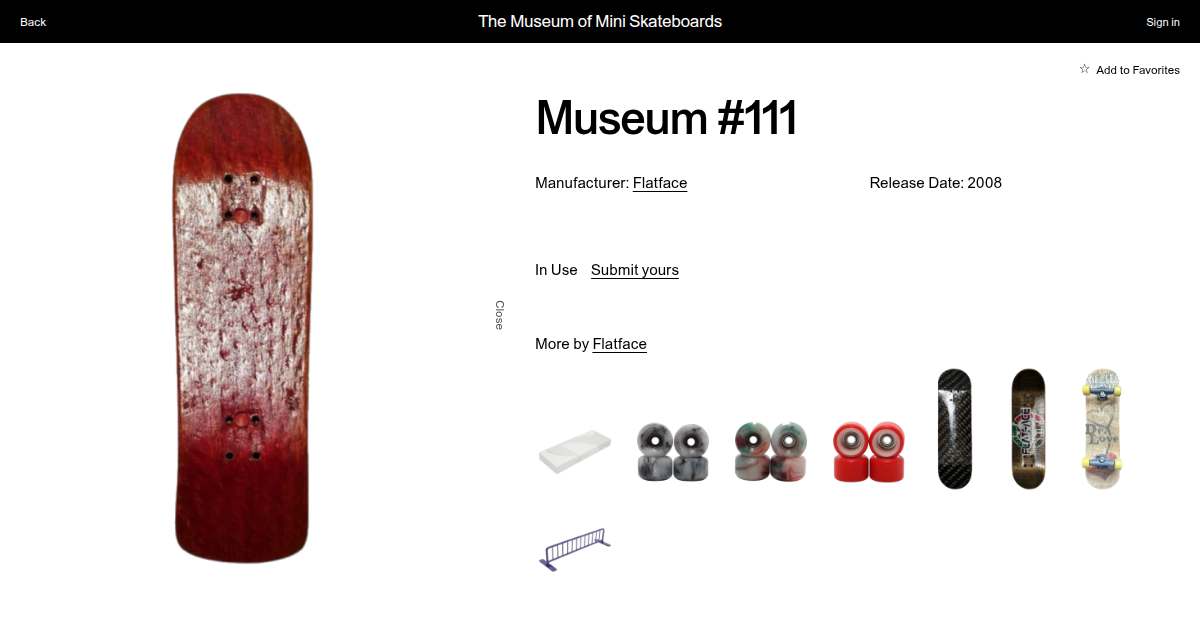 Back
The Museum of Mini Skateboards
Sign in
☆ Add to Favorites
Museum #111
Manufacturer: Flatface
Release Date: 2008
In Use Submit yours
Close
More by Flatface
FLATFACE